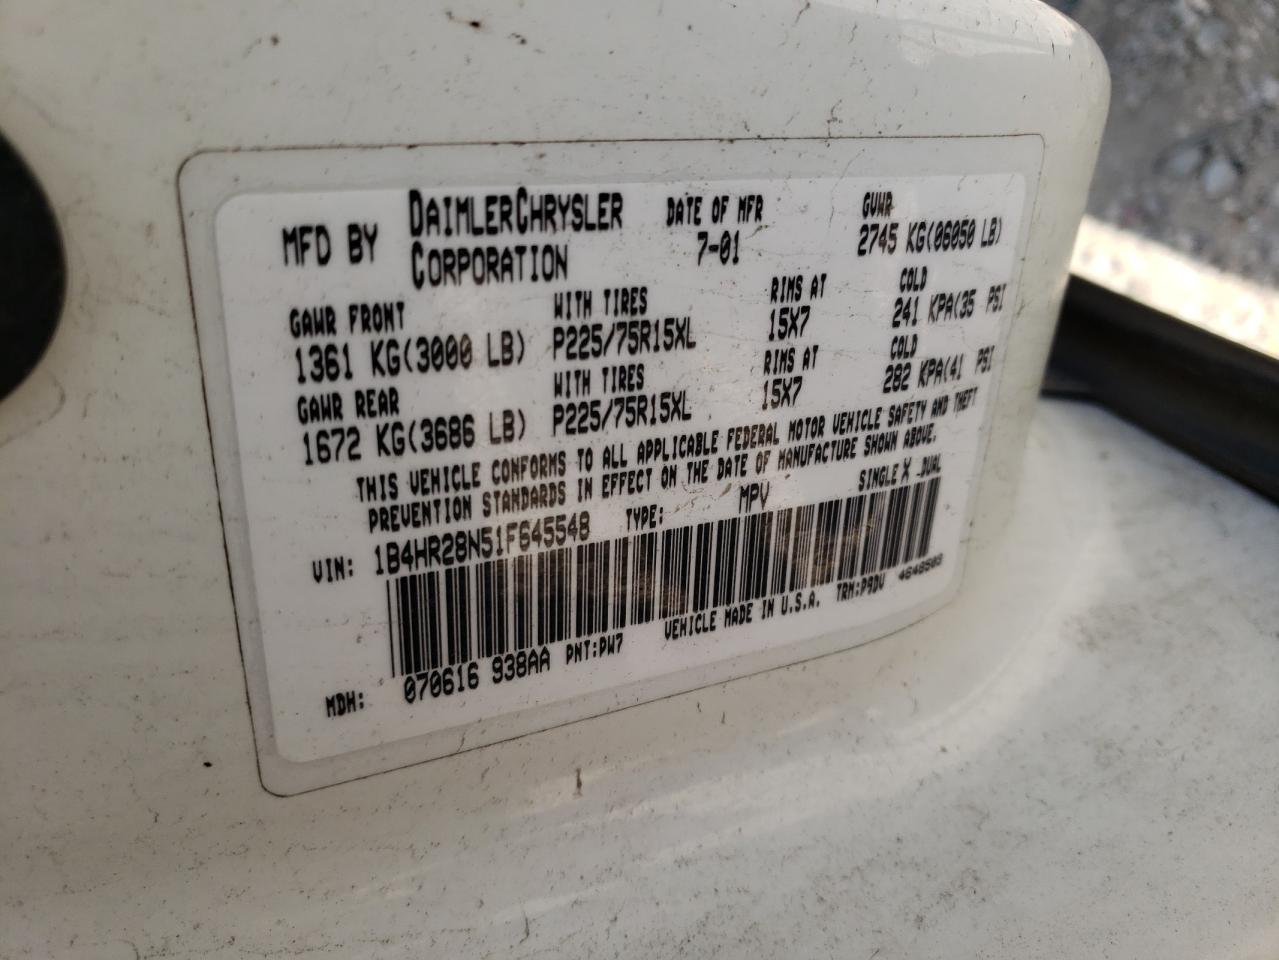 MFD BY DAIMLERCHRYSLER CORPORATION
DATE OF MFR 7-01
GVWR 2745 KG(06050 LB)
GAWR FRONT WITH TIRES RIMS AT COLD
1361 KG(3000 LB) P225/75R15XL 15X7 241 KPA(35 PSI
GAWR REAR WITH TIRES RIMS AT COLD
1672 KG(3686 LB) P225/75R15XL 15X7 282 KPA(41 PSI
THIS VEHICLE CONFORMS TO ALL APPLICABLE FEDERAL MOTOR VEHICLE SAFETY AND THEFT
PREVENTION STANDARDS IN EFFECT ON THE DATE OF MANUFACTURE SHOWN ABOVE.
VIN: 1B4HR28N51F645548 TYPE: MPV SINGLE X DUAL
MDH: 070616 938AA PNT:PW7 VEHICLE MADE IN U.S.A. TRM:P9DV 4648503